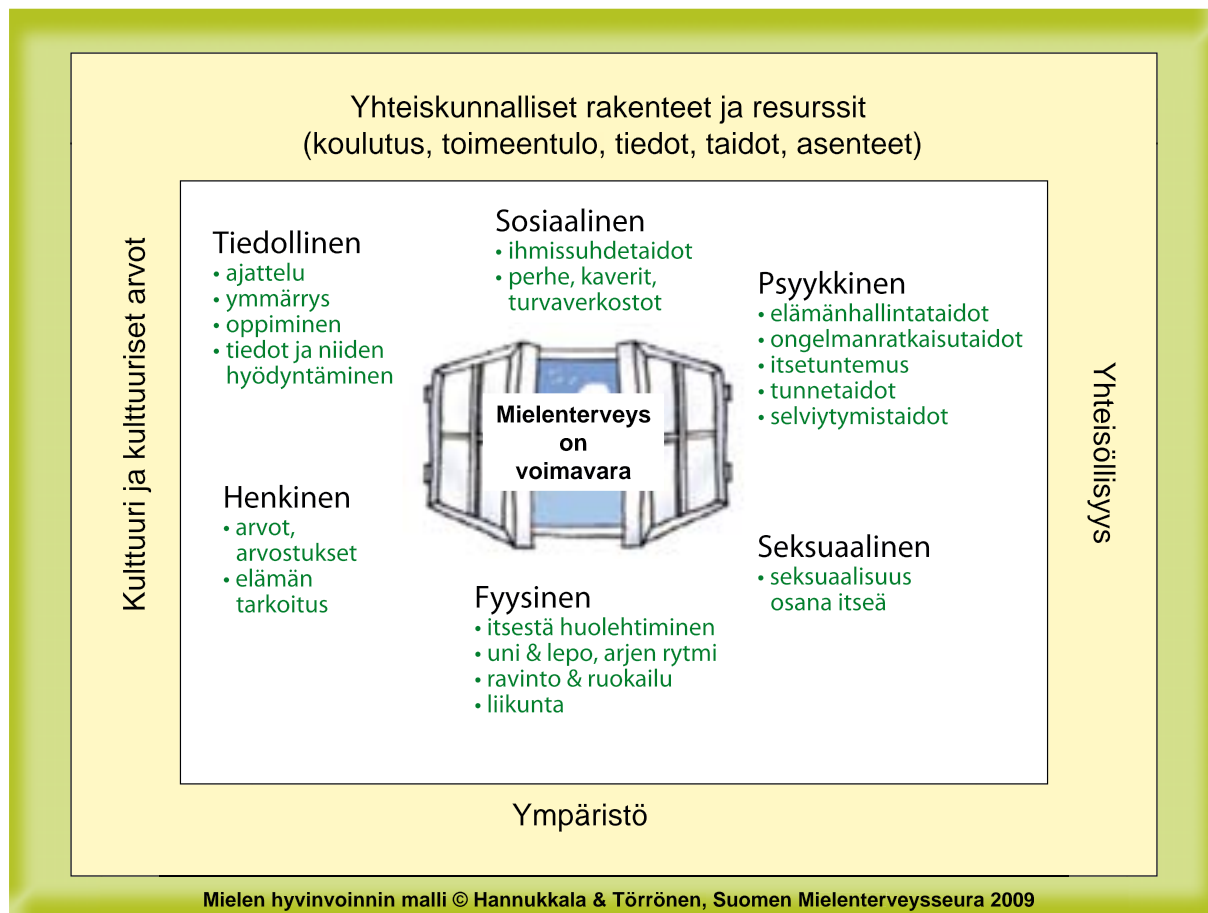 Yhteiskunnalliset rakenteet ja resurssit
(koulutus, toimeentulo, tiedot, taidot, asenteet)
Kulttuuri ja kulttuuriset arvot
Tiedollinen
• ajattelu
• ymmärrys
• oppiminen
• tiedot ja niiden
hyödyntäminen
Sosiaalinen
• ihmissuhdetaidot
• perhe, kaverit,
turvaverkostot
Psyykkinen
• elämänhallintataidot
• ongelmanratkaisutaidot
• itsetuntemus
• tunnetaidot
• selviytymistaidot
Mielenterveys
on
voimavara
Henkinen
• arvot,
arvostukset
• elämän
tarkoitus
Fyysinen
• itsestä huolehtiminen
• uni & lepo, arjen rytmi
• ravinto & ruokailu
• liikunta
Seksuaalinen
• seksuaalisuus
osana itseä
Yhteisöllisyys
Ympäristö
Mielen hyvinvoinnin malli © Hannukkala & Törrönen, Suomen Mielenterveysseura 2009